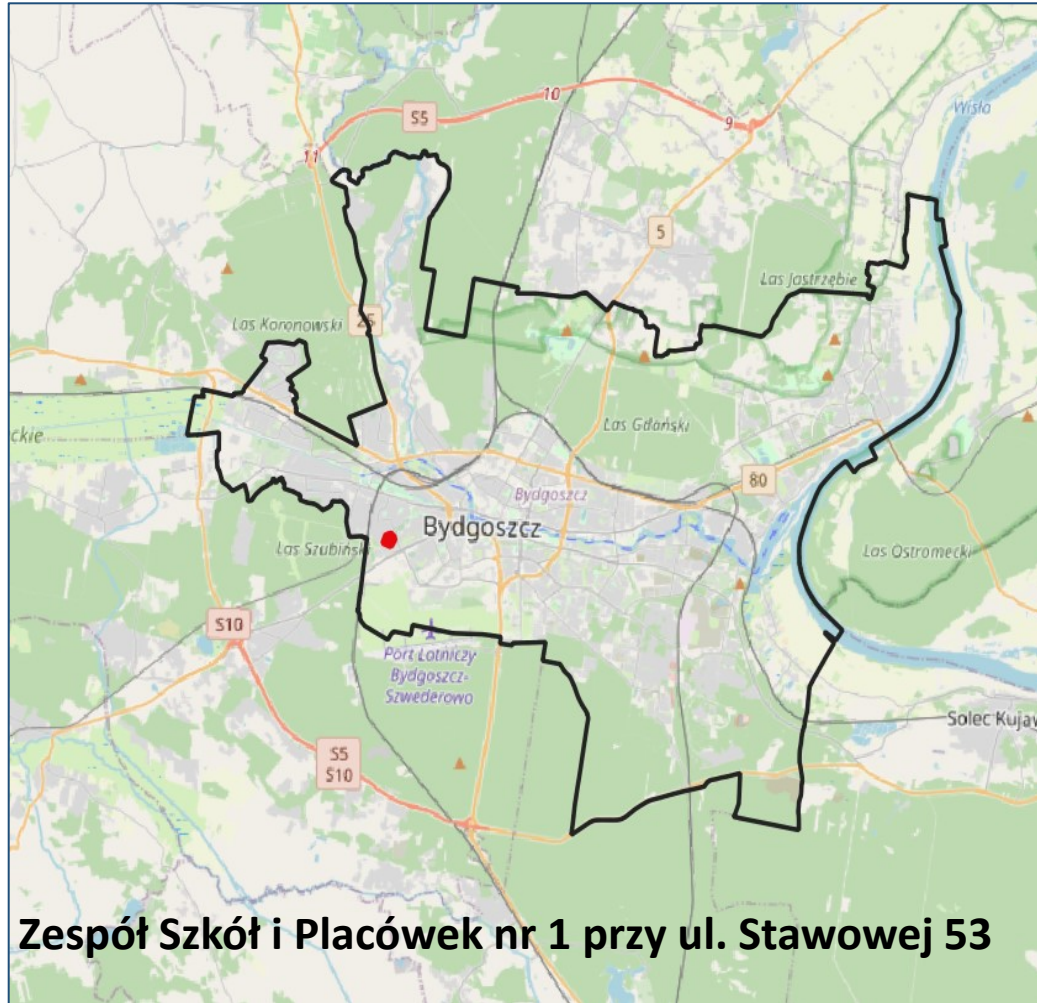 Wisła
10
S5
9
11
5
Las Jastrzębie
Las Koronowski
25
Las Gdański
ckie
80
Bydgoszcz
Bydgoszcz
Las Szubiński
Las Ostromecki
S10
Port Lotniczy
Bydgoszcz-
Szwederowo
Solec Kujaw
S5
S10
Zespół Szkół i Placówek nr 1 przy ul. Stawowej 53